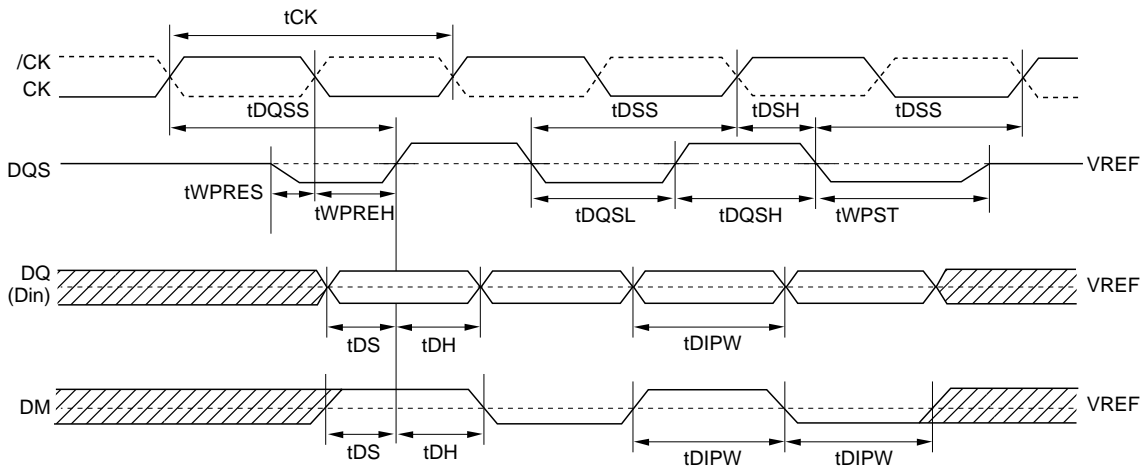 tCK
/CK
CK
tDQSS
tDSS
tDSH
tDSS
DQS
VREF
tWPRES
tWPREH
tDQSL
tDQSH
tWPST
DQ
(Din)
VREF
tDS
tDH
tDIPW
DM
VREF
tDS
tDH
tDIPW
tDIPW